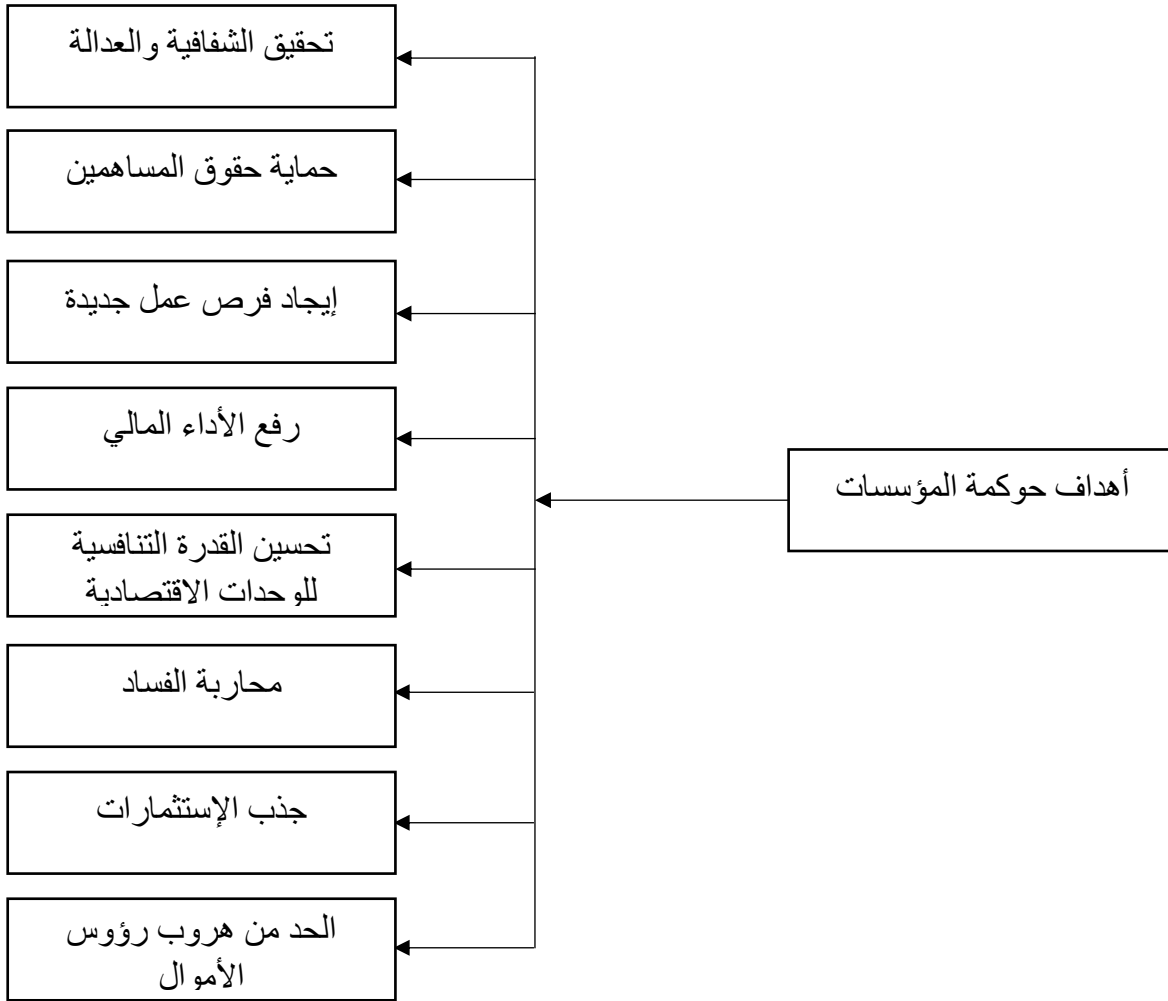 أهداف حوكمة المؤسسات
تحقيق الشفافية والعدالة
حماية حقوق المساهمين
إيجاد فرص عمل جديدة
رفع الأداء المالي
تحسين القدرة التنافسية
للوحدات الاقتصادية
محاربة الفساد
جذب الإستثمارات
الحد من هروب رؤوس
الأموال